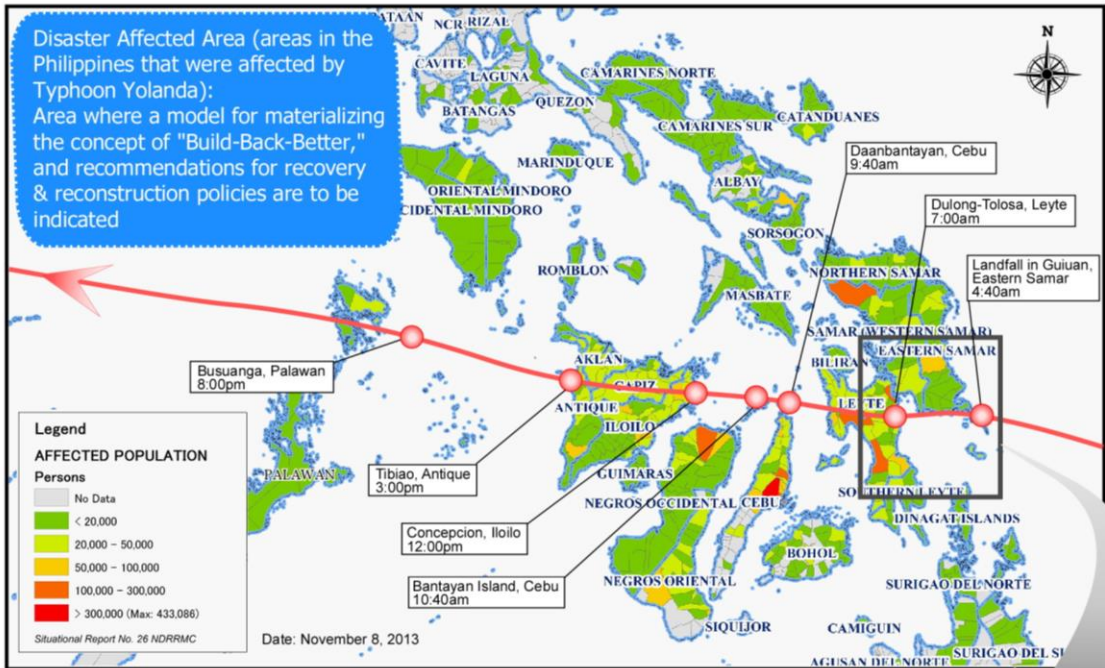 Disaster Affected Area (areas in the
Philippines that were affected by
Typhoon Yolanda):
Area where a model for materializing
the concept of "Build-Back-Better,"
and recommendations for recovery
& reconstruction policies are to be
indicated
NCR
RIZAL
CAVITE
LAGUNA
BATANGAS
QUEZON
CAMARINES NORTE
CAMARINES SUR
CATANDUANES
N
MARINDUQUE
ALBAY
Daanbantayan, Cebu
9:40am
ORIENTAL MINDORO
CIDENTAL MINDORO
SORSOGON
Dulong-Tolosa, Leyte
7:00am
ROMBLON
MASBATE
NORTHERN SAMAR
Landfall in Guiuan,
Eastern Samar
4:40am
SAMAR (WESTERN SAMAR)
EASTERN SAMAR
BILIRAN
LEYTE
Busuanga, Palawan
8:00pm
AKLAN
CAPIZ
ANTIQUE
ILOILO
GUIMARAS
PALAWAN
Tibiao, Antique
3:00pm
NEGROS OCCIDENTAL
CEBU
SOUTHERN LEYTE
DINAGAT ISLANDS
Concepcion, Iloilo
12:00pm
BOHOL
Bantayan Island, Cebu
10:40am
NEGROS ORIENTAL
SURIGAO DEL NORTE
SIQUIJOR
CAMIGUIN
AGUSAN DEL NORTE
SURIGAO DEL SU
Legend
AFFECTED POPULATION
Persons
No Data
< 20,000
20,000 - 50,000
50,000 - 100,000
100,000 - 300,000
> 300,000 (Max: 433,086)
Situational Report No. 26 NDRRMC
Date: November 8, 2013